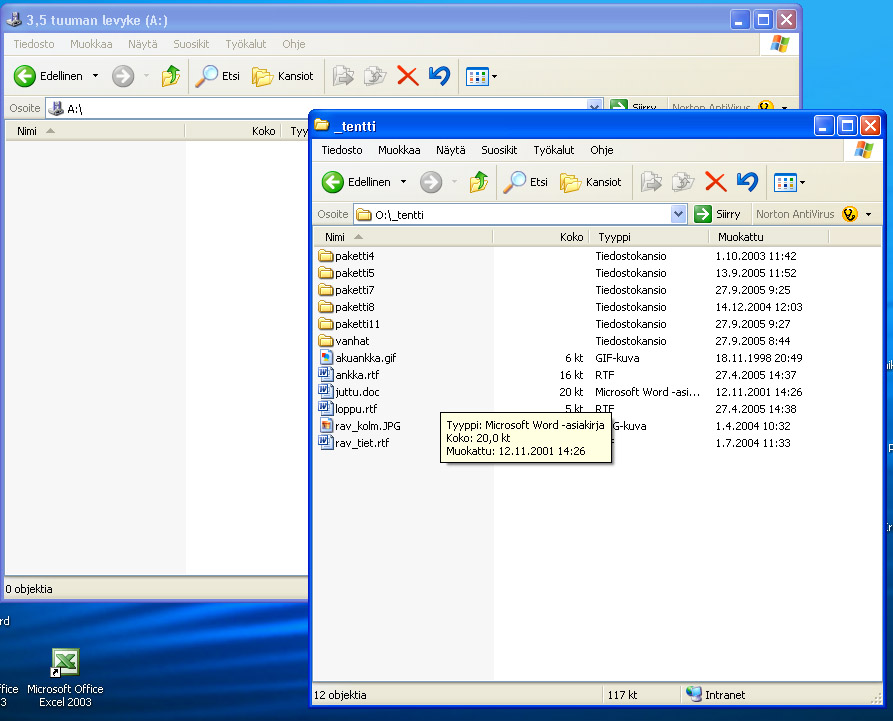 3,5 tuuman levyke (A:)
Tiedosto Muokkaa Näytä Suosikit Työkalut Ohje
Edellinen Etsi Kansiot
Osoite A:\ Siirry Norton AntiVirus
Nimi Koko Tyy
0 objektia
_tentti
Tiedosto Muokkaa Näytä Suosikit Työkalut Ohje
Edellinen Etsi Kansiot
Osoite O:\_tentti Siirry Norton AntiVirus
Nimi Koko Tyyppi Muokattu
paketti4 Tiedostokansio 1.10.2003 11:42
paketti5 Tiedostokansio 13.9.2005 11:52
paketti7 Tiedostokansio 27.9.2005 9:25
paketti8 Tiedostokansio 14.12.2004 12:03
paketti11 Tiedostokansio 27.9.2005 9:27
vanhat Tiedostokansio 27.9.2005 8:44
akuankka.gif 6 kt GIF-kuva 18.11.1998 20:49
ankka.rtf 16 kt RTF 27.4.2005 14:37
juttu.doc 20 kt Microsoft Word -asi... 12.11.2001 14:26
loppu.rtf 5 kt RTF 27.4.2005 14:38
rav_kolm.JPG G-kuva 1.4.2004 10:32
rav_tiet.rtf 1.7.2004 11:33
Tyyppi: Microsoft Word -asiakirja
Koko: 20,0 kt
Muokattu: 12.11.2001 14:26
12 objektia 117 kt Intranet
rd
ffice
3
Microsoft Office
Excel 2003